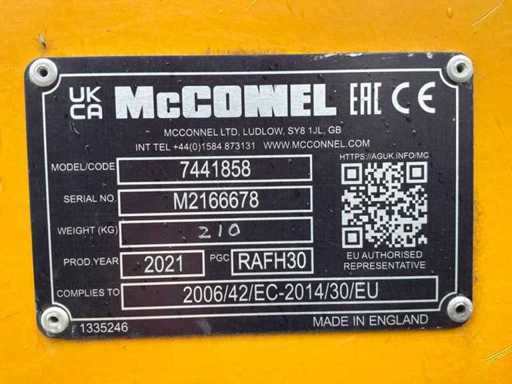 UK CA McCONNEL EAC CE
MCCONNEL LTD, LUDLOW, SY8 1JL, GB
INT TEL +44(0)1584 873131 WWW.MCCONNEL.COM
MODEL/CODE 7441858
HTTPS://AGUK.INFO/MC
SERIAL NO. M2166678
WEIGHT (KG) 210
PROD.YEAR 2021 PGC RAFH30
EU AUTHORISED
REPRESENTATIVE
COMPLIES TO 2006/42/EC-2014/30/EU
1335246
MADE IN ENGLAND